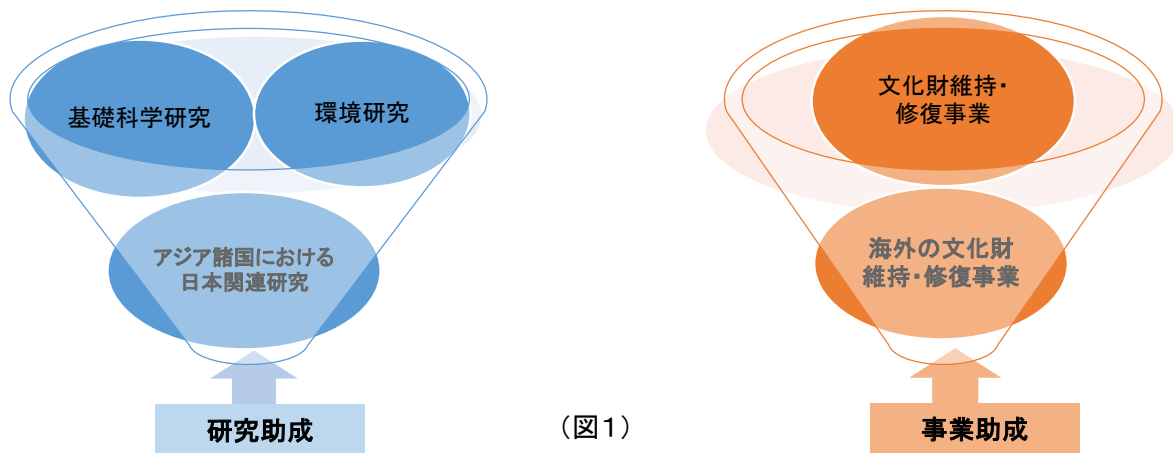 基礎科学研究
環境研究
アジア諸国における
日本関連研究
研究助成
(図1)
文化財維持・
修復事業
海外の文化財
維持・修復事業
事業助成